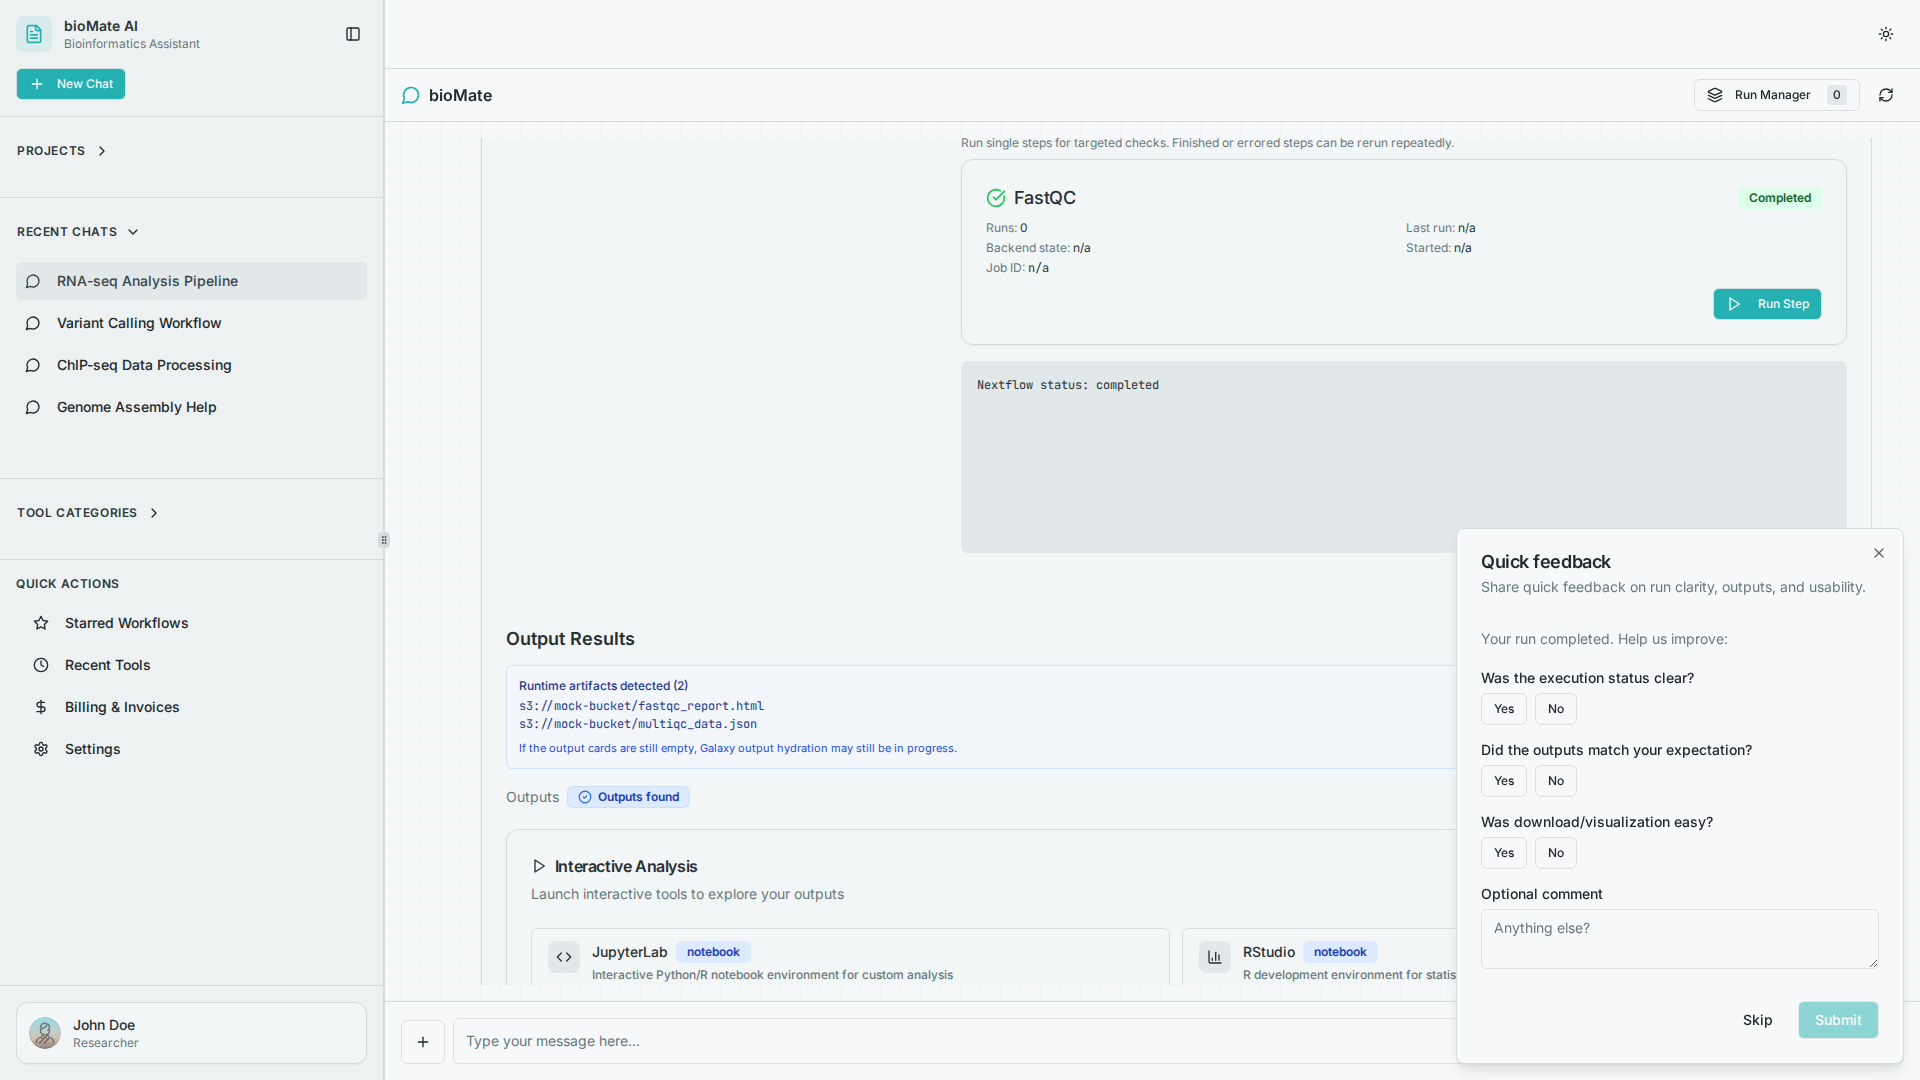 bioMate AI
Bioinformatics Assistant
New Chat
PROJECTS
RECENT CHATS
RNA-seq Analysis Pipeline
Variant Calling Workflow
ChIP-seq Data Processing
Genome Assembly Help
TOOL CATEGORIES
QUICK ACTIONS
Starred Workflows
Recent Tools
Billing & Invoices
Settings
John Doe
Researcher
bioMate
Run Manager 0
Run single steps for targeted checks. Finished or errored steps can be rerun repeatedly.
FastQC
Completed
Runs: 0
Last run: n/a
Backend state: n/a
Started: n/a
Job ID: n/a
Run Step
Nextflow status: completed
Output Results
Runtime artifacts detected (2)
s3://mock-bucket/fastqc_report.html
s3://mock-bucket/multiqc_data.json
If the output cards are still empty, Galaxy output hydration may still be in progress.
Outputs
Outputs found
Interactive Analysis
Launch interactive tools to explore your outputs
JupyterLab notebook
Interactive Python/R notebook environment for custom analysis
RStudio notebook
R development environment for statis
Type your message here...
Quick feedback
Share quick feedback on run clarity, outputs, and usability.
Your run completed. Help us improve:
Was the execution status clear?
Yes No
Did the outputs match your expectation?
Yes No
Was download/visualization easy?
Yes No
Optional comment
Anything else?
Skip Submit